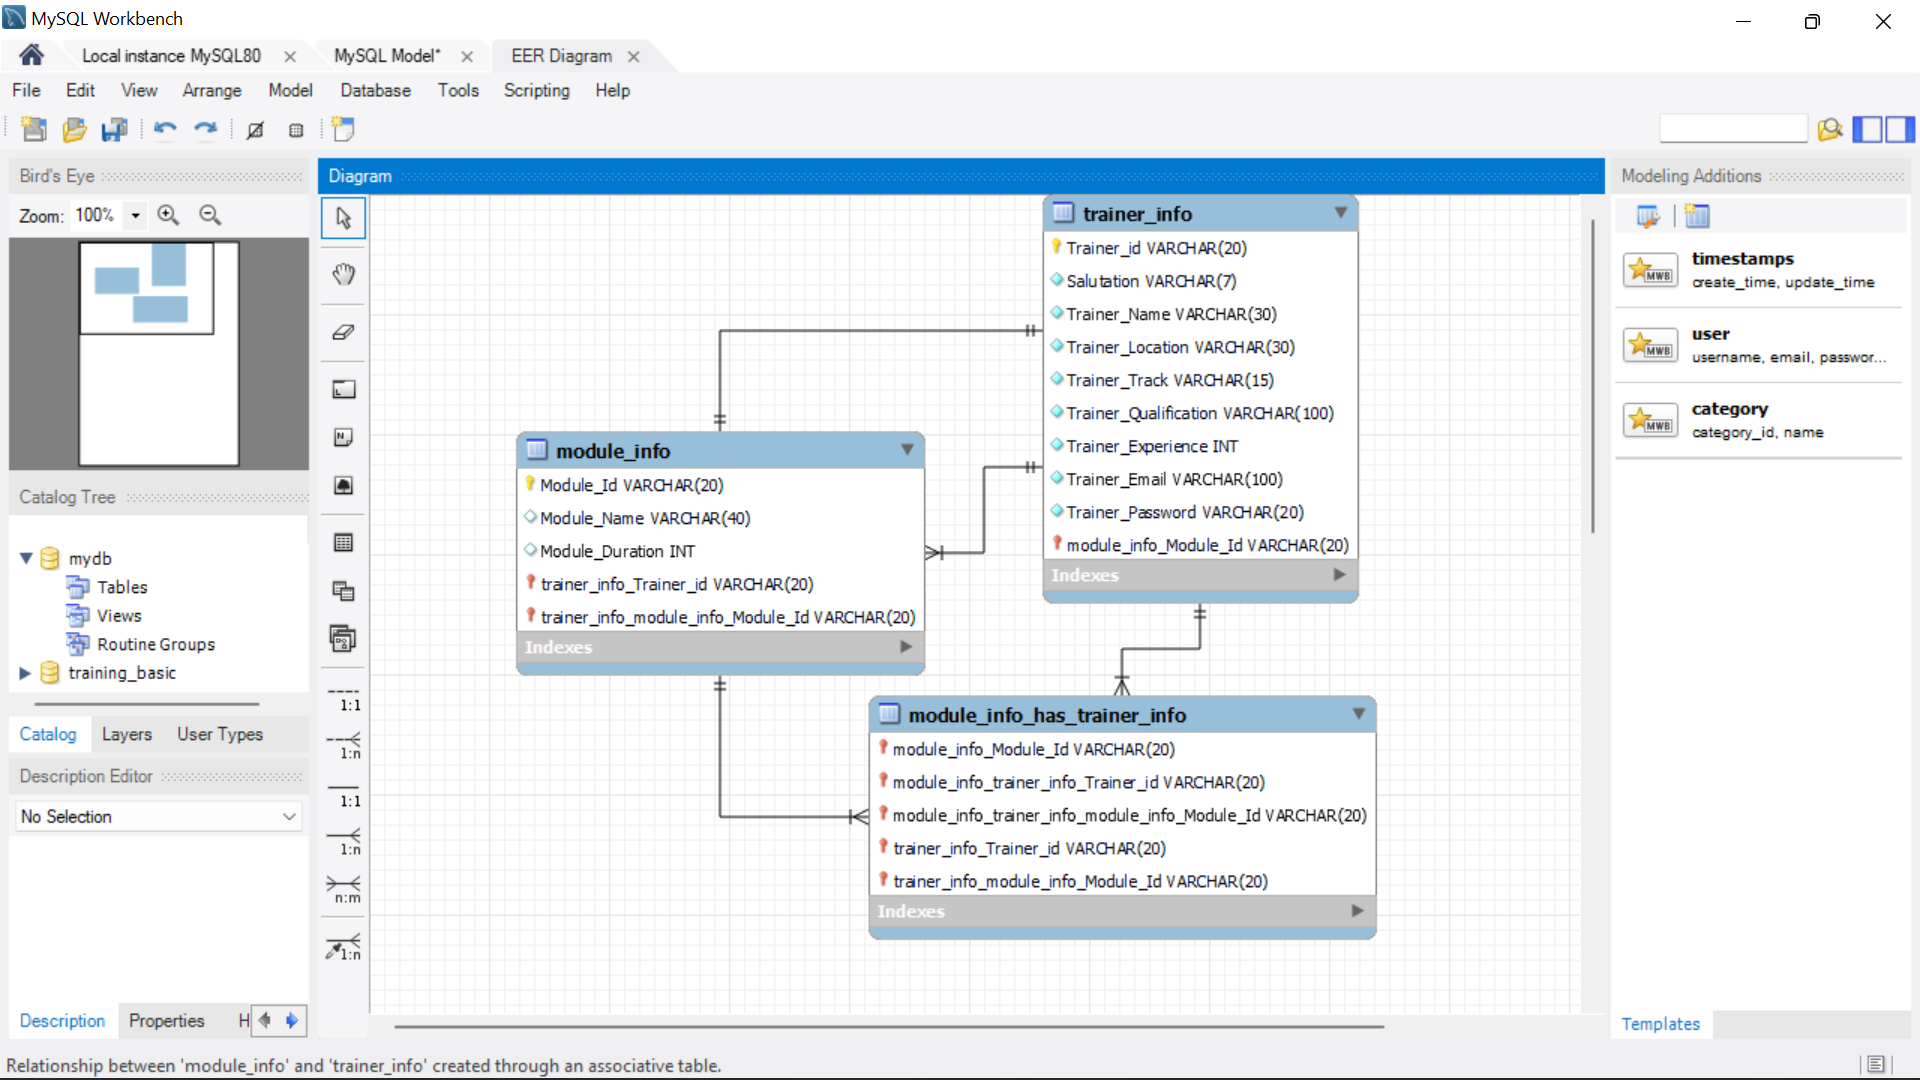 MySQL Workbench
Local instance MySQL80
MySQL Model*
EER Diagram
File Edit View Arrange Model Database Tools Scripting Help
Bird's Eye
Zoom: 100%
Catalog Tree
mydb
Tables
Views
Routine Groups
training_basic
Catalog Layers User Types
Description Editor
No Selection
Description Properties H
Diagram
1:1
1:n
1:1
1:n
n:m
1:n
trainer_info
Trainer_id VARCHAR(20)
Salutation VARCHAR(7)
Trainer_Name VARCHAR(30)
Trainer_Location VARCHAR(30)
Trainer_Track VARCHAR(15)
Trainer_Qualification VARCHAR(100)
Trainer_Experience INT
Trainer_Email VARCHAR(100)
Trainer_Password VARCHAR(20)
module_info_Module_Id VARCHAR(20)
Indexes
module_info
Module_Id VARCHAR(20)
Module_Name VARCHAR(40)
Module_Duration INT
trainer_info_Trainer_id VARCHAR(20)
trainer_info_module_info_Module_Id VARCHAR(20)
Indexes
module_info_has_trainer_info
module_info_Module_Id VARCHAR(20)
module_info_trainer_info_Trainer_id VARCHAR(20)
module_info_trainer_info_module_info_Module_Id VARCHAR(20)
trainer_info_Trainer_id VARCHAR(20)
trainer_info_module_info_Module_Id VARCHAR(20)
Indexes
Modeling Additions
MWB
timestamps
create_time, update_time
MWB
user
username, email, passwor...
MWB
category
category_id, name
Templates
Relationship between 'module_info' and 'trainer_info' created through an associative table.